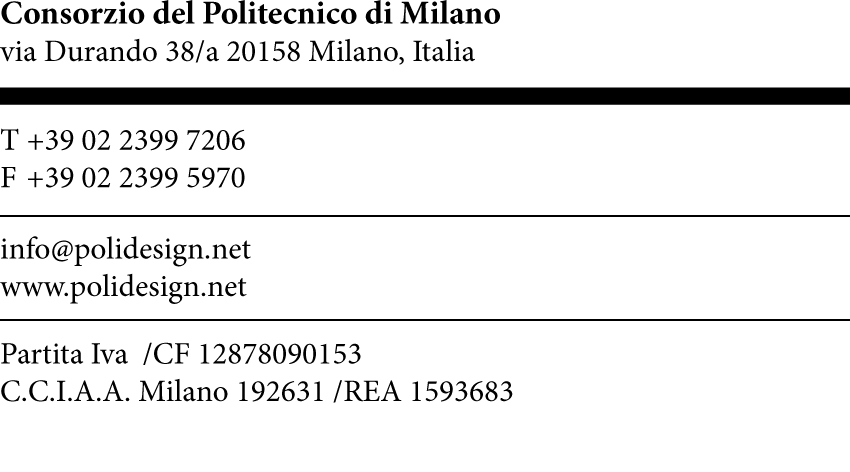 Consorzio del Politecnico di Milano
via Durando 38/a 20158 Milano, Italia
T +39 02 2399 7206
F +39 02 2399 5970
info@polidesign.net
www.polidesign.net
Partita Iva /CF 12878090153
C.C.I.A.A. Milano 192631 /REA 1593683